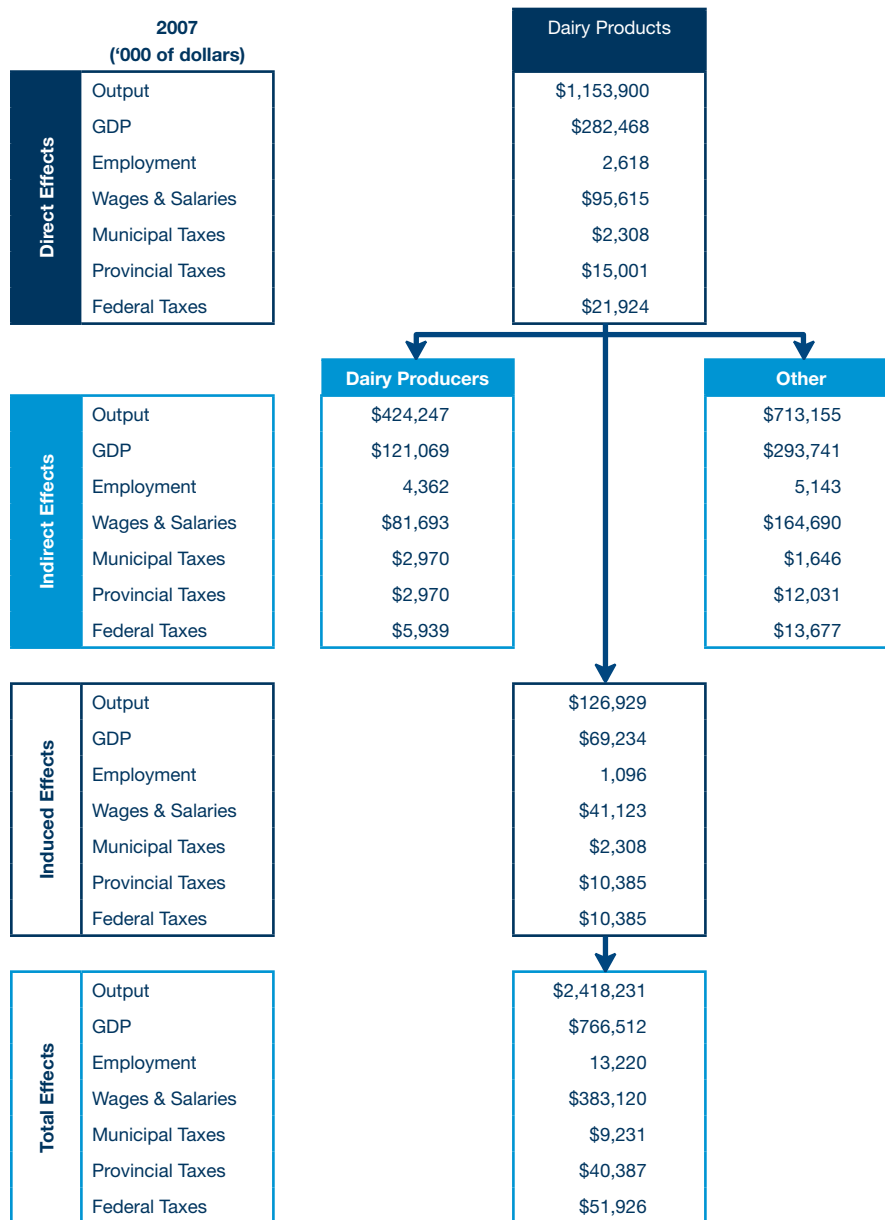 2007
(‘000 of dollars)
Dairy Products
Direct Effects
Output $1,153,900
GDP $282,468
Employment 2,618
Wages & Salaries $95,615
Municipal Taxes $2,308
Provincial Taxes $15,001
Federal Taxes $21,924
Dairy Producers Other
Indirect Effects
Output $424,247 $713,155
GDP $121,069 $293,741
Employment 4,362 5,143
Wages & Salaries $81,693 $164,690
Municipal Taxes $2,970 $1,646
Provincial Taxes $2,970 $12,031
Federal Taxes $5,939 $13,677
Induced Effects
Output $126,929
GDP $69,234
Employment 1,096
Wages & Salaries $41,123
Municipal Taxes $2,308
Provincial Taxes $10,385
Federal Taxes $10,385
Total Effects
Output $2,418,231
GDP $766,512
Employment 13,220
Wages & Salaries $383,120
Municipal Taxes $9,231
Provincial Taxes $40,387
Federal Taxes $51,926